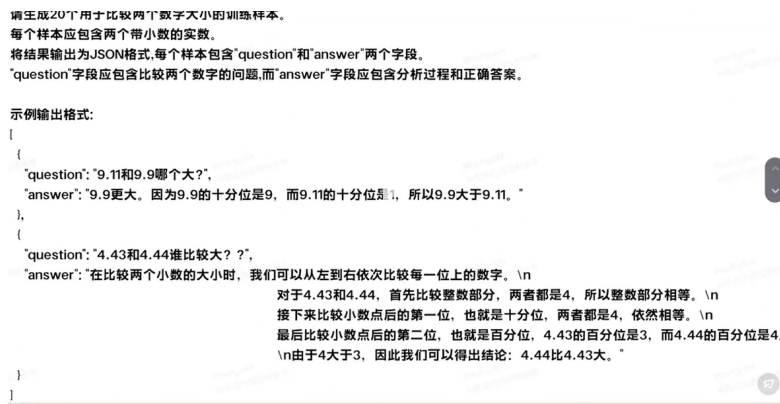 请生成20个用于比较两个数字大小的训练样本。
每个样本应包含两个带小数的实数。
将结果输出为JSON格式,每个样本包含"question"和"answer"两个字段。
"question"字段应包含比较两个数字的问题,而"answer"字段应包含分析过程和正确答案。
示例输出格式:
[
{
"question": "9.11和9.9哪个大?",
"answer": "9.9更大。因为9.9的十分位是9，而9.11的十分位是1，所以9.9大于9.11。"
},
{
"question": "4.43和4.44谁比较大？?",
"answer": "在比较两个小数的大小时，我们可以从左到右依次比较每一位上的数字。\n
对于4.43和4.44，首先比较整数部分，两者都是4，所以整数部分相等。\n
接下来比较小数点后的第一位，也就是十分位，两者都是4，依然相等。\n
最后比较小数点后的第二位，也就是百分位，4.43的百分位是3，而4.44的百分位是4
\n由于4大于3，因此我们可以得出结论：4.44比4.43大。"
}
]